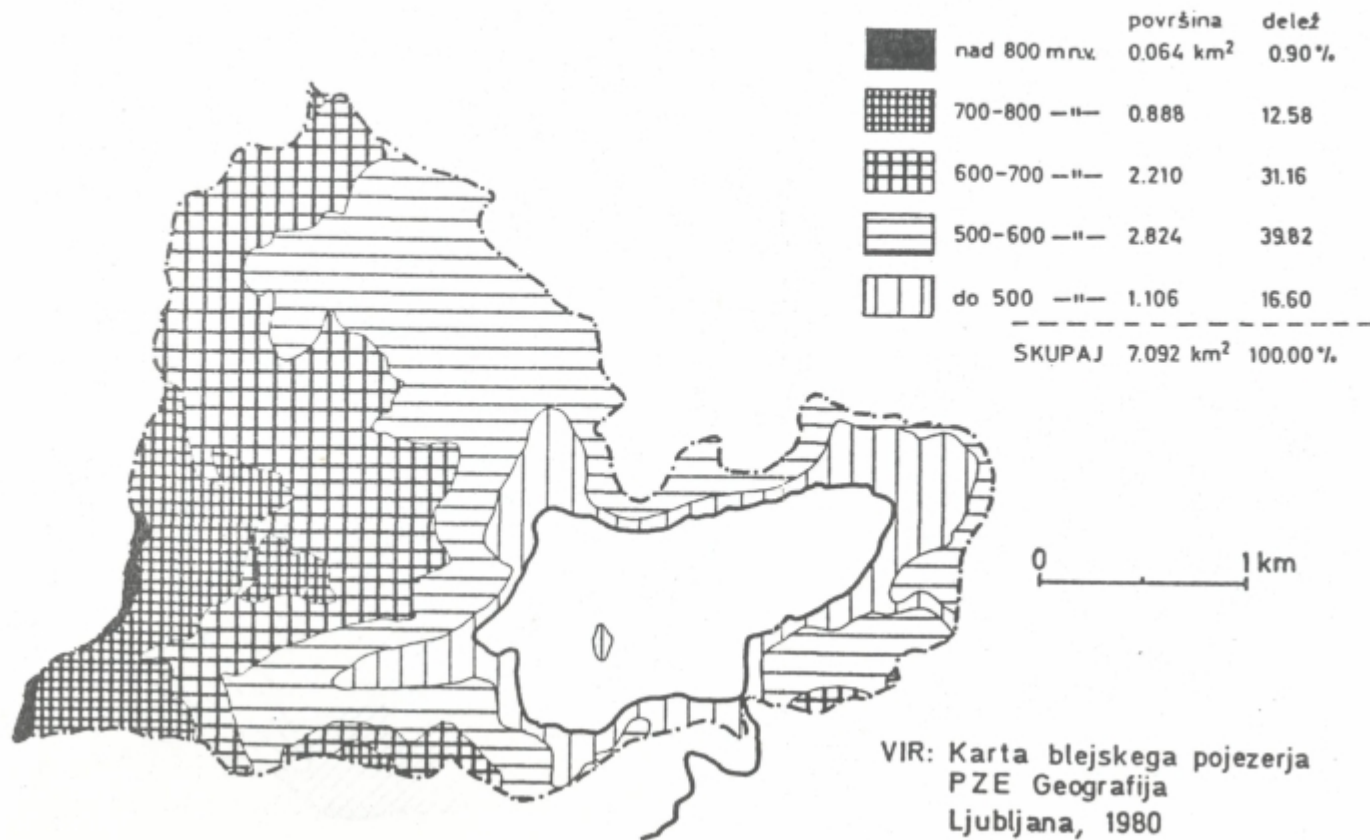 površina delež
nad 800 m n.v. 0.064 km² 0.90 %
700-800 —"— 0.888 12.58
600-700 —"— 2.210 31.16
500-600 —"— 2.824 39.82
do 500 —"— 1.106 16.60
SKUPAJ 7.092 km² 100.00 %
0 1 km
VIR: Karta blejskega pojezerja
PZE Geografija
Ljubljana, 1980